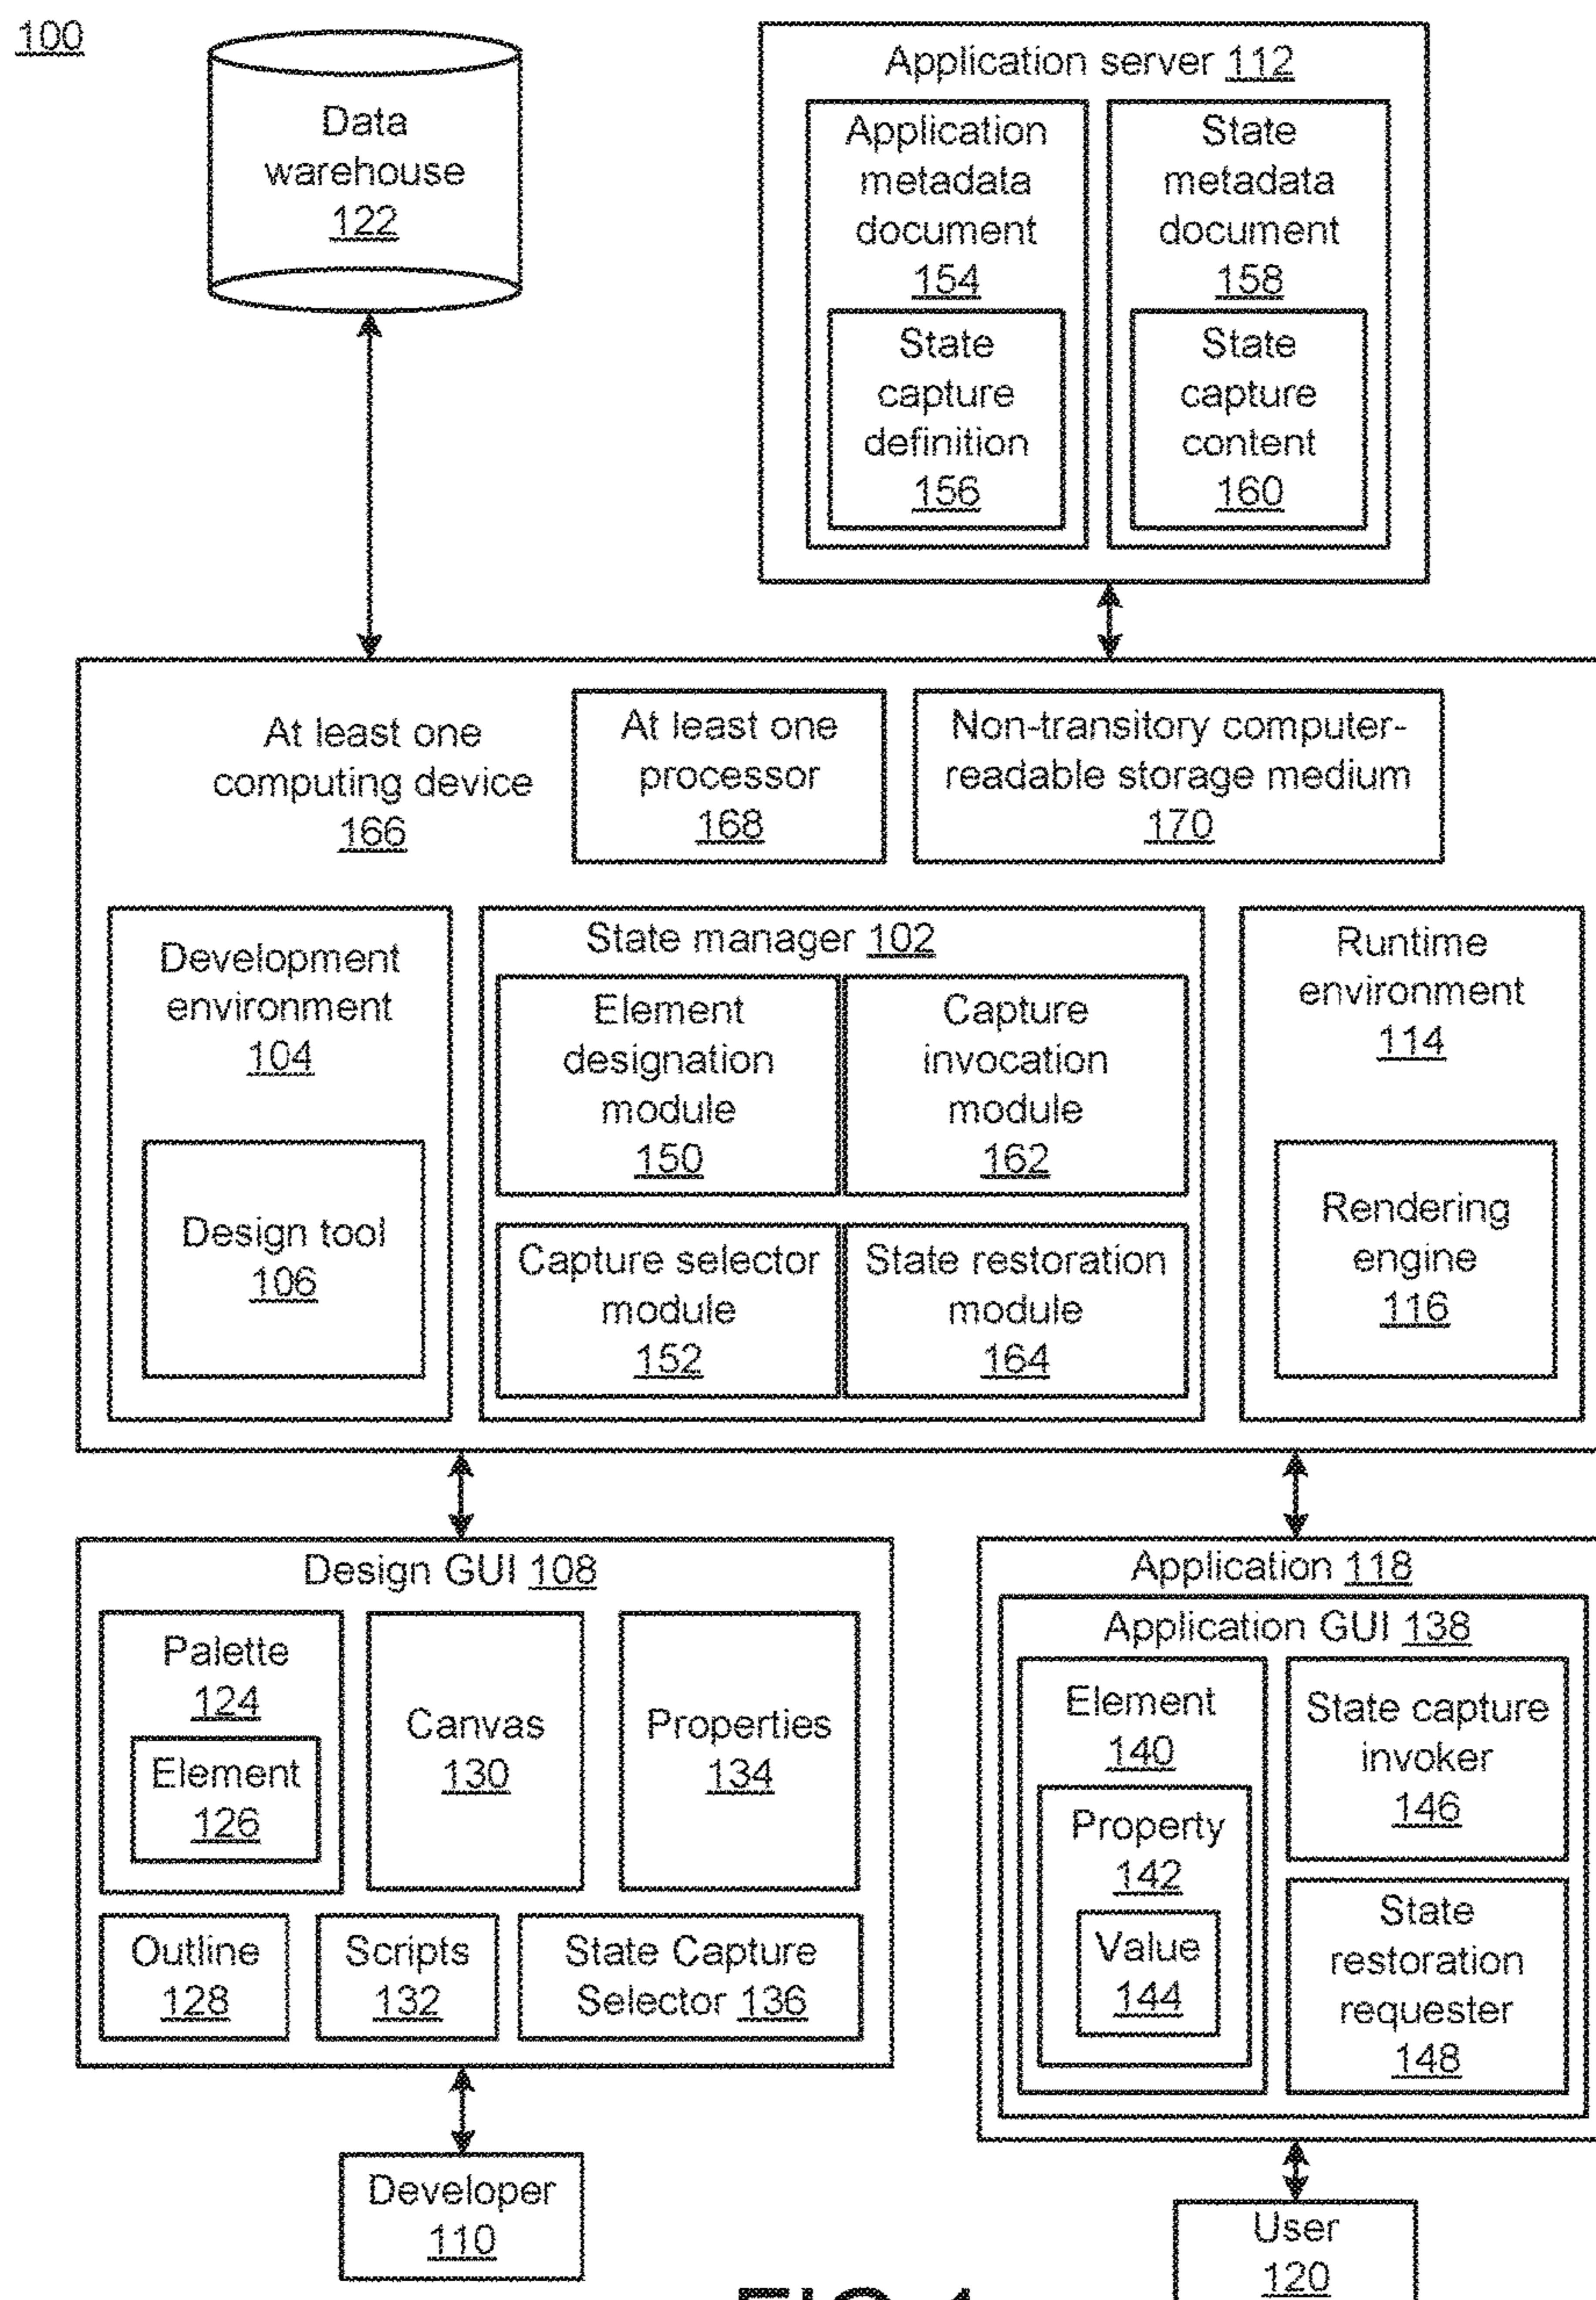 100
Data
warehouse
122
Application server 112
Application
metadata
document
154
State
capture
definition
156
State
metadata
document
158
State
capture
content
160
At least one
computing device
166
At least one
processor
168
Non-transitory computer-
readable storage medium
170
Development
environment
104
Design tool
106
State manager 102
Element
designation
module
150
Capture
invocation
module
162
Capture selector
module
152
State restoration
module
164
Runtime
environment
114
Rendering
engine
116
Design GUI 108
Palette
124
Element
126
Canvas
130
Properties
134
Outline
128
Scripts
132
State Capture
Selector 136
Application 118
Application GUI 138
Element
140
Property
142
Value
144
State capture
invoker
146
State
restoration
requester
148
Developer
110
User
120
FIG. 1